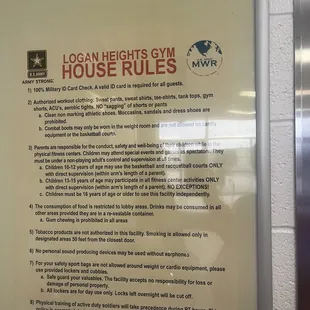 U.S.ARMY
ARMY STRONG
LOGAN HEIGHTS GYM
HOUSE RULES
MWR
1) 100% Military ID Card Check. A valid ID card is required for all guests.
2) Authorized workout clothing: Sweat pants, sweat shirts, tee-shirts, tank tops, gym
shorts, ACU's, aerobic tights. NO "sagging" of shorts or pants
a. Clean non marking athletic shoes. Moccasins, sandals and dress shoes are
prohibited.
b. Combat boots may only be worn in the weight room and are not allowed on
equipment or the basketball courts.
3) Parents are responsible for the conduct, safety and well-being of their children
physical fitness centers. Children may attend special events and
must be under a non-playing adult's control and supervision at all times.
a. Children 10-12 years of age may use the basketball and racquetball courts ONLY
with direct supervision (within arm's length of a parent).
b. Children 13-15 years of age may participate in all fitness center activities ONLY
with direct supervision (within arm's length of a parent). NO EXCEPTIONS!
c. Children must be 16 years of age or older to use this facility independently.
4) The consumption of food is restricted to lobby areas. Drinks may be consumed in all
other areas provided they are in a re-sealable container.
a. Gum chewing is prohibited in all areas
5) Tobacco products are not authorized in this facility. Smoking is allowed only in
designated areas 50 feet from the closest door.
6) No personal sound producing devices may be used without earphones
7) For your safety sport bags are not allowed around weight or cardio equipment, please
use provided lockers and cubbies.
a. Safe guard your valuables. The facility accepts no responsibility for loss or
damage of personal property.
b. All lockers are for day use only. Locks left overnight will be cut off.
8) Physical training of active duty soldiers will take precedence during PT hours.